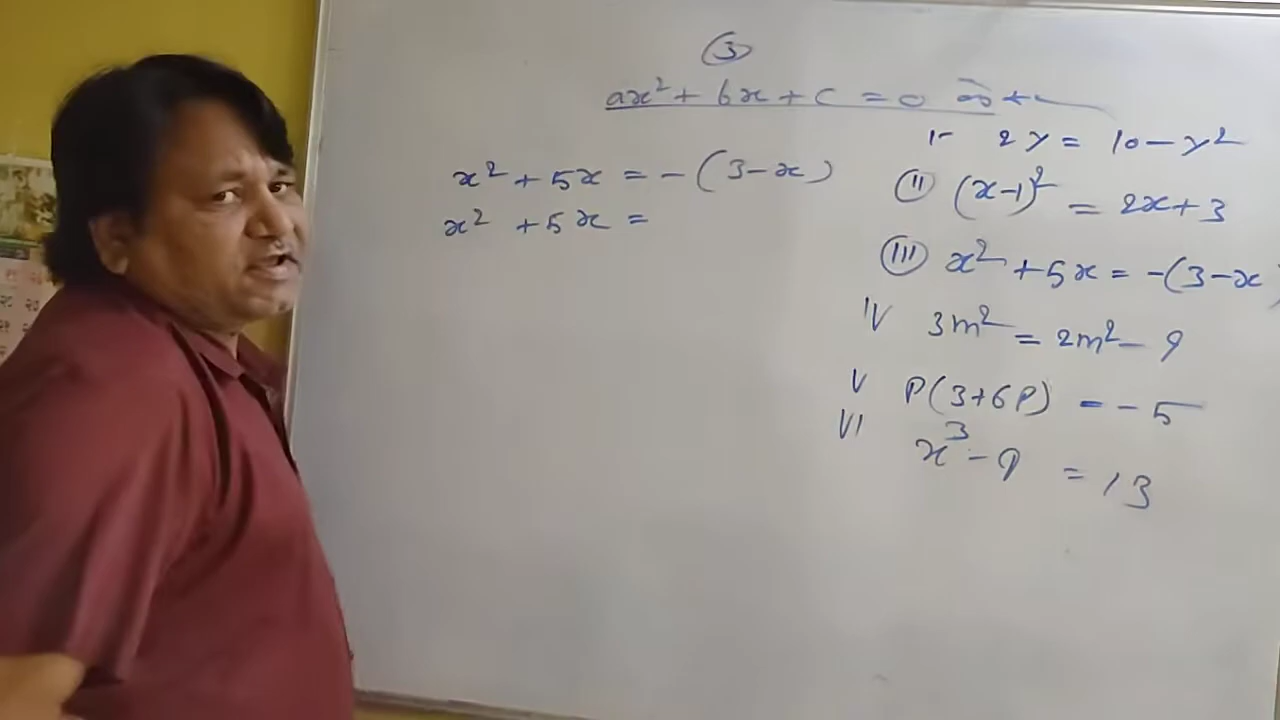 ③
ax² + bx + c = 0
x² + 5x = - (3 - x)
x² + 5x =
1- 2y = 10 - y²
II (x-1)² = 2x + 3
III x² + 5x = -(3-x)
IV 3m² = 2m² - 9
V P(3+6P) = - 5
VI x³ - 9 = 13